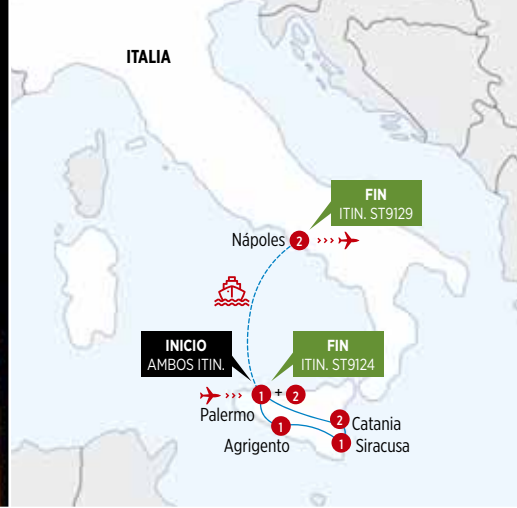 ITALIA
FIN
ITIN. ST9129
Nápoles 2
INICIO
AMBOS ITIN.
FIN
ITIN. ST9124
1 + 2
Palermo
2 Catania
1
Agrigento
1 Siracusa